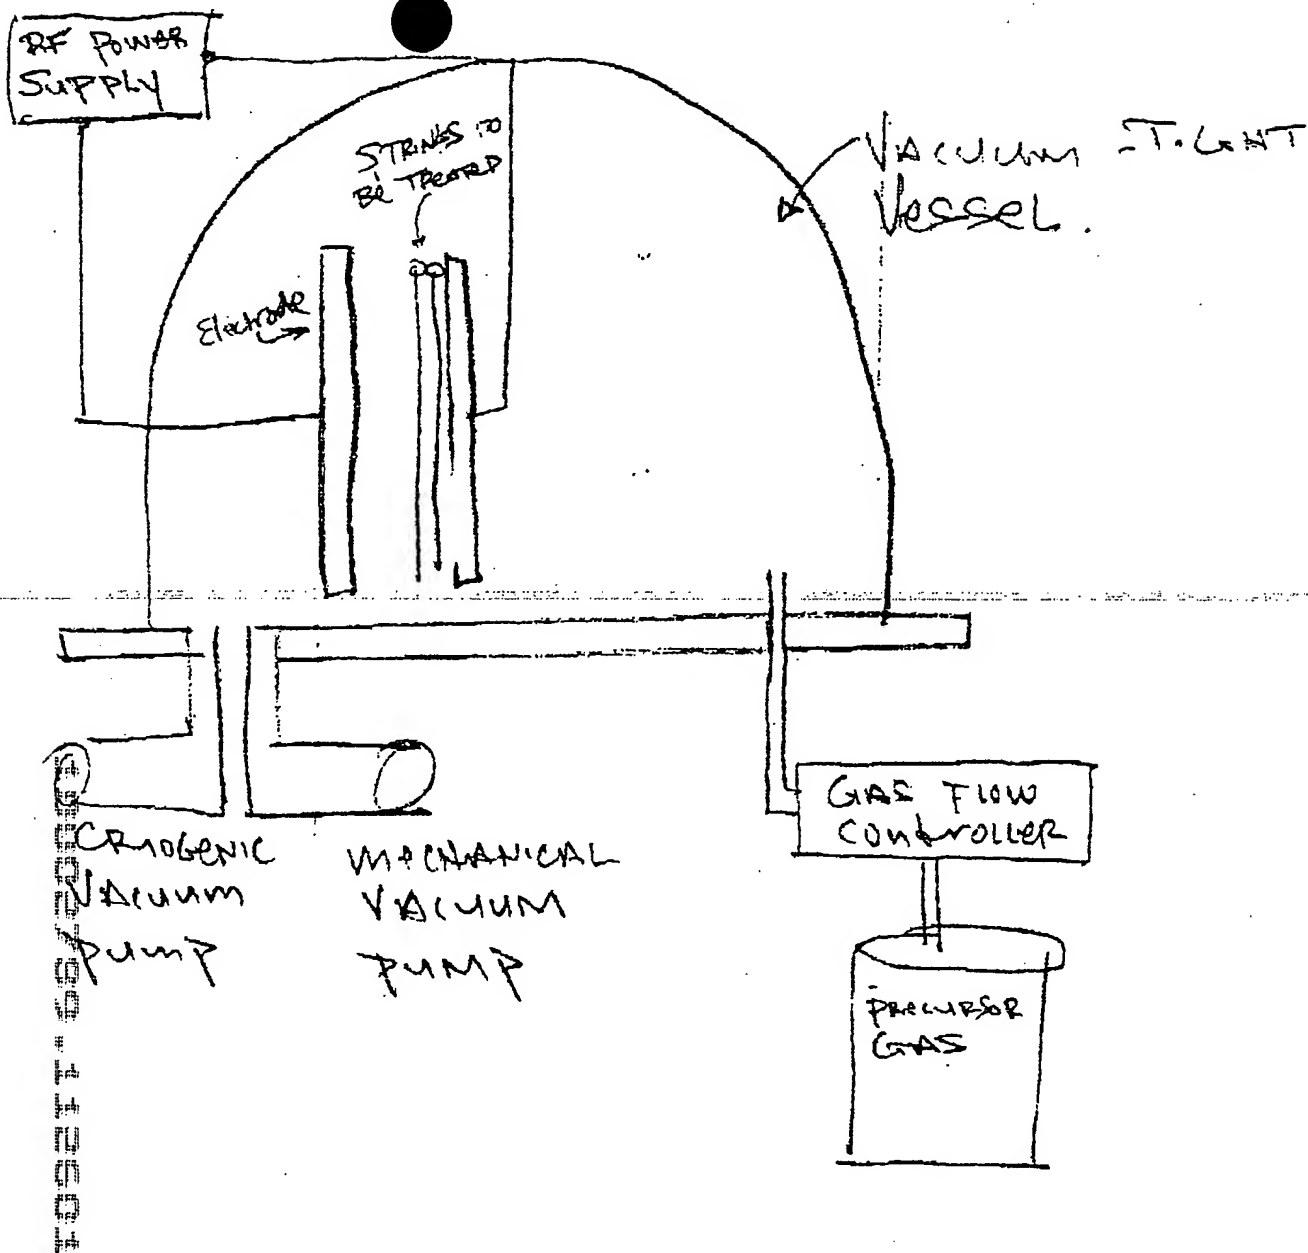 RF POWER
SUPPLY
STRINGS TO
BE TREATED
VACUUM-TIGHT
VesseL.
Electrode
GAS FLOW
CONtrOLLER
CRYOGENIC
VACUUM
PUMP
MECHANICAL
VACUUM
PUMP
PRECURSOR
GAS